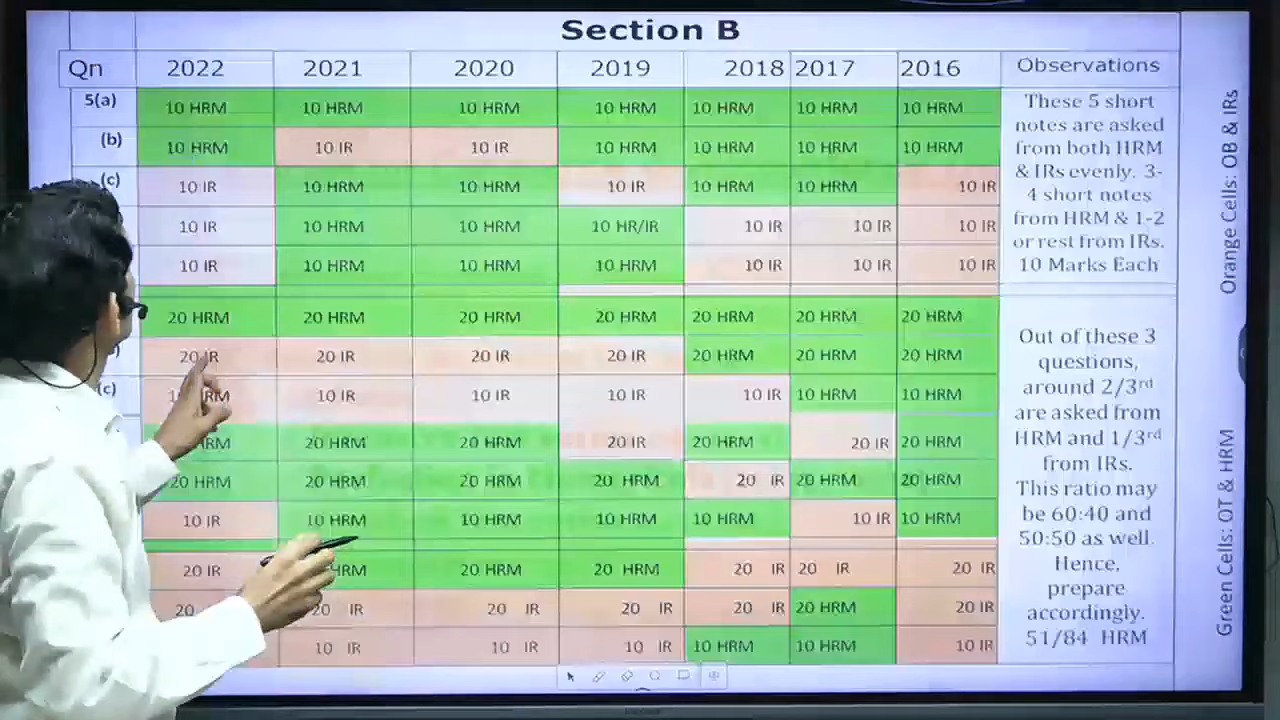 Section B
Qn 2022 2021 2020 2019 2018 2017 2016 Observations
5(a) 10 HRM 10 HRM 10 HRM 10 HRM 10 HRM 10 HRM 10 HRM
(b) 10 HRM 10 IR 10 IR 10 HRM 10 HRM 10 HRM 10 HRM
(c) 10 IR 10 HRM 10 HRM 10 IR 10 HRM 10 HRM 10 IR
10 IR 10 HRM 10 HRM 10 HR/IR 10 IR 10 IR 10 IR
10 IR 10 HRM 10 HRM 10 HRM 10 IR 10 IR 10 IR
These 5 short
notes are asked
from both HRM
& IRs evenly. 3-
4 short notes
from HRM & 1-2
or rest from IRs.
10 Marks Each
20 HRM 20 HRM 20 HRM 20 HRM 20 HRM 20 HRM 20 HRM
20 IR 20 IR 20 IR 20 IR 20 HRM 20 HRM 20 HRM
(c) 10 IR 10 IR 10 IR 10 IR 10 HRM 10 HRM
20 HRM 20 HRM 20 IR 20 HRM 20 IR 20 HRM
20 HRM 20 HRM 20 HRM 20 HRM 20 IR 20 HRM 20 HRM
10 IR 10 HRM 10 HRM 10 HRM 10 HRM 10 IR 10 HRM
20 IR HRM 20 HRM 20 HRM 20 IR 20 IR 20 IR
20 20 IR 20 IR 20 IR 20 IR 20 HRM 20 IR
10 IR 10 IR 10 IR 10 HRM 10 HRM 10 IR
Out of these 3
questions,
around 2/3rd
are asked from
HRM and 1/3rd
from IRs.
This ratio may
be 60:40 and
50:50 as well.
Hence,
prepare
accordingly.
51/84 HRM
Orange Cells: OB & IRs
Green Cells: OT & HRM